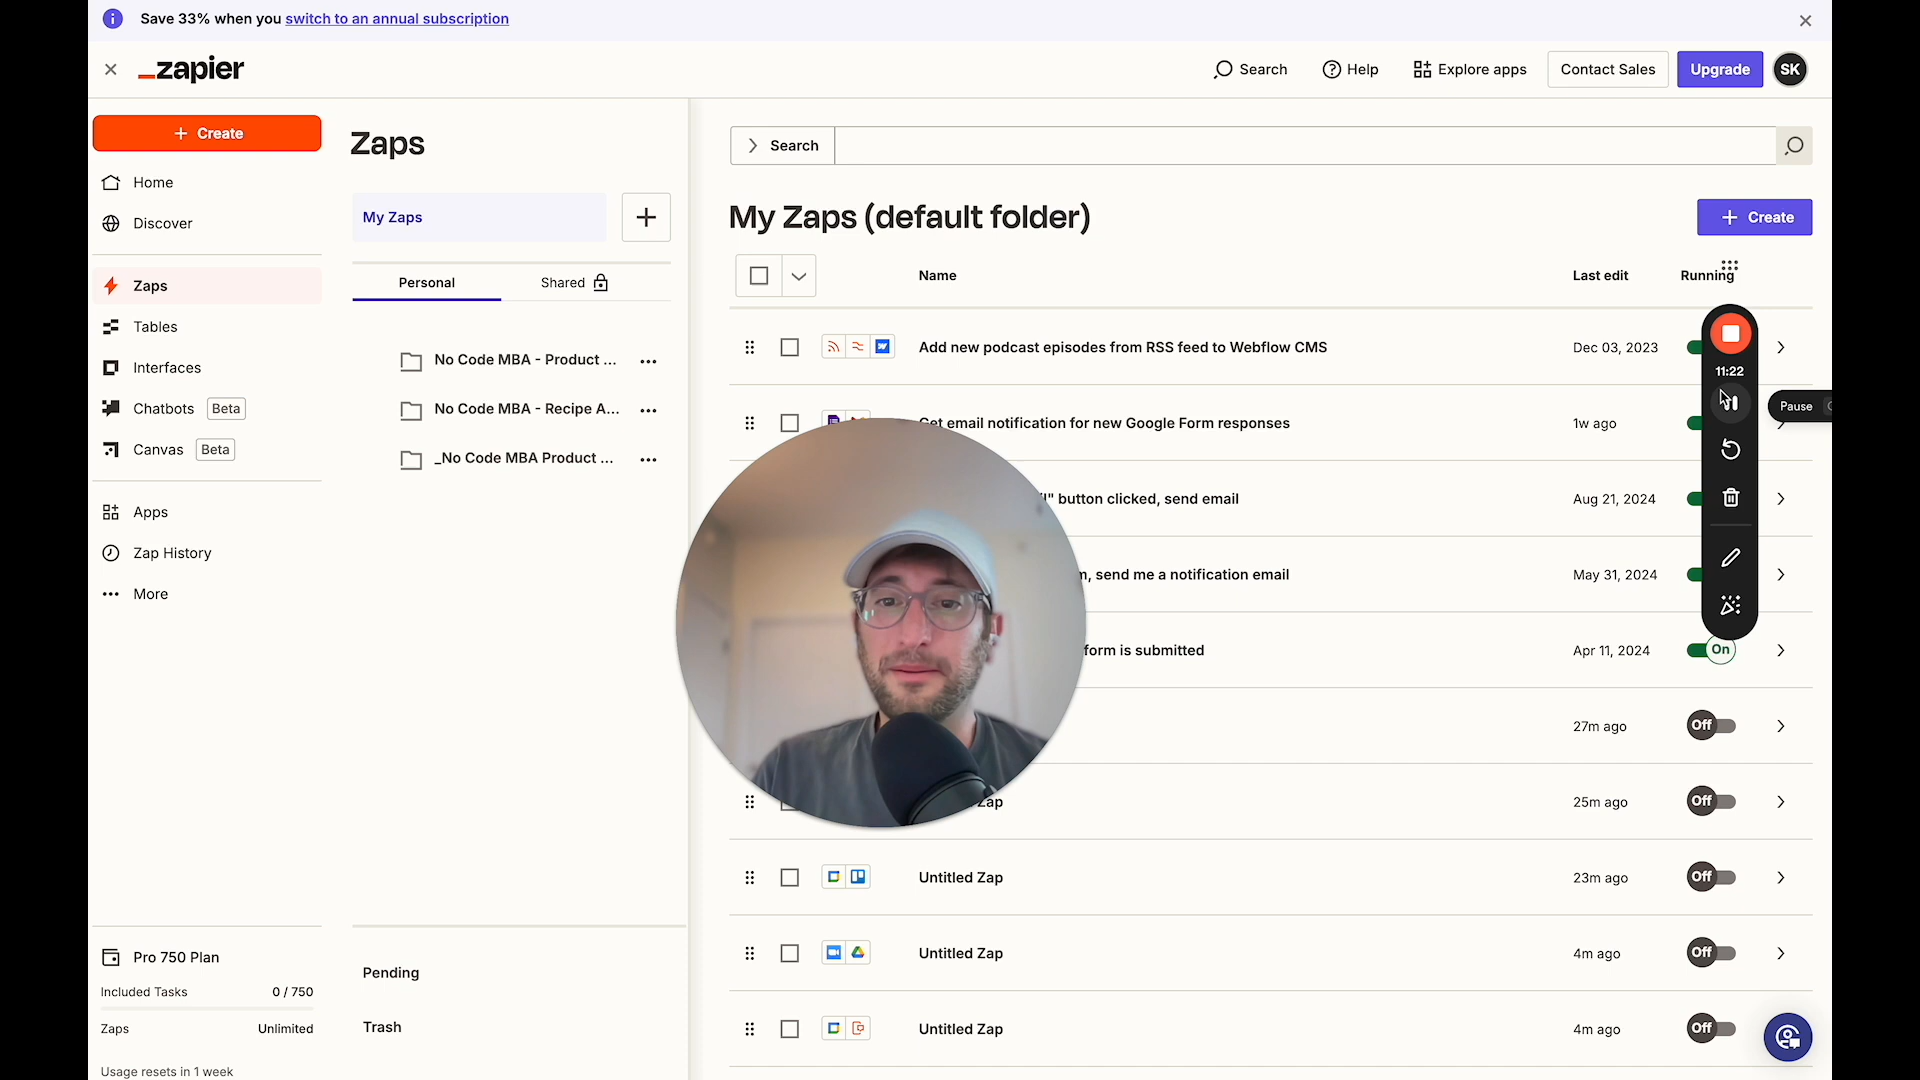 Save 33% when you switch to an annual subscription
zapier
Search
Help
Explore apps
Contact Sales
Upgrade
SK
Create
Home
Discover
Zaps
Tables
Interfaces
Chatbots Beta
Canvas Beta
Apps
Zap History
More
Pro 750 Plan
Included Tasks 0 / 750
Zaps Unlimited
Usage resets in 1 week
Zaps
My Zaps
Personal
Shared
No Code MBA - Product ...
No Code MBA - Recipe A...
_No Code MBA Product ...
Pending
Trash
Search
My Zaps (default folder)
Create
Name Last edit Running
Add new podcast episodes from RSS feed to Webflow CMS Dec 03, 2023
Get email notification for new Google Form responses 1w ago
button clicked, send email Aug 21, 2024
send me a notification email May 31, 2024
form is submitted Apr 11, 2024 On
27m ago Off
Zap 25m ago Off
Untitled Zap 23m ago Off
Untitled Zap 4m ago Off
Untitled Zap 4m ago Off
11:22
Pause